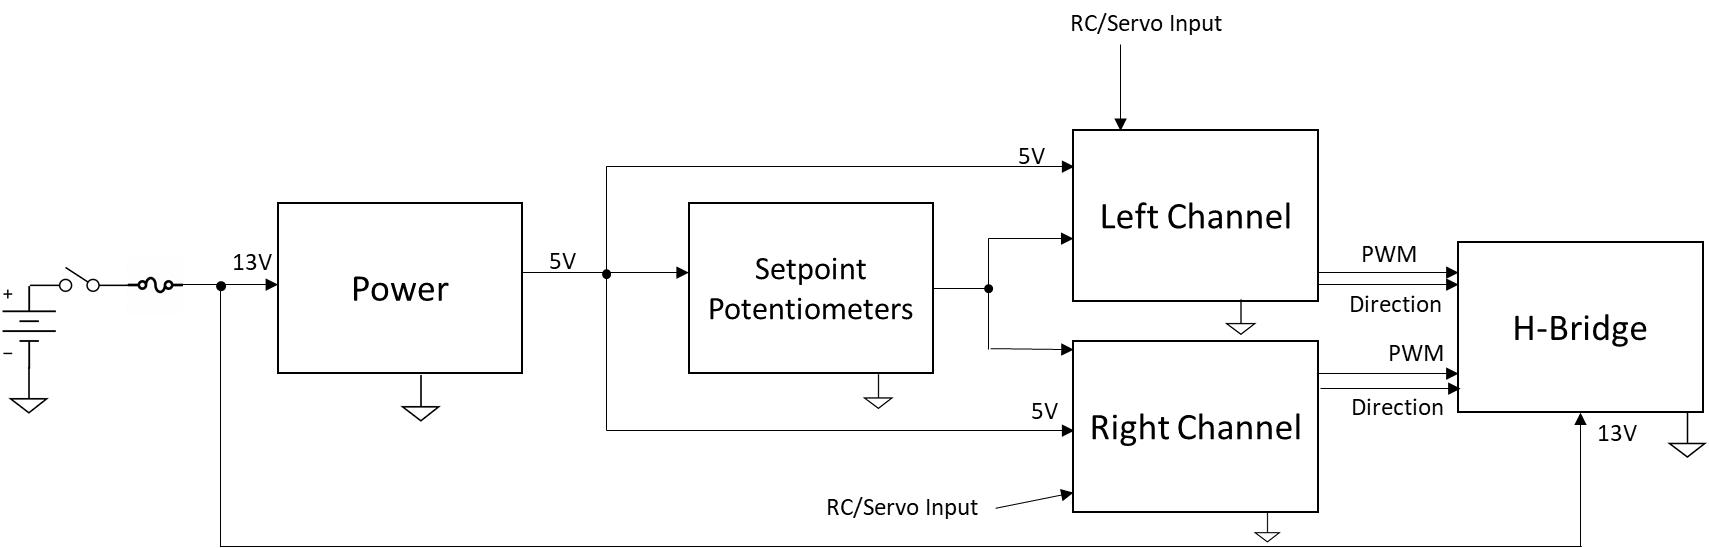 RC/Servo Input
5V
Left Channel
13V
5V
Power
Setpoint
Potentiometers
PWM
Direction
+
−
H-Bridge
PWM
Direction
5V
Right Channel
13V
RC/Servo Input